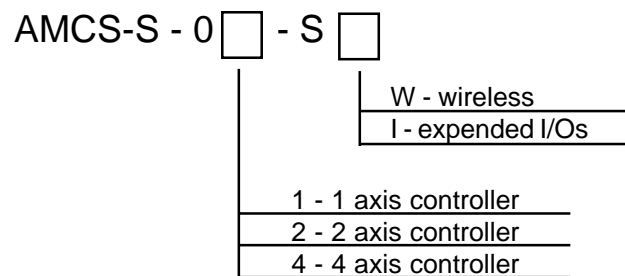 AMCS-S - 0 - S
W - wireless
I - expended I/Os
1 - 1 axis controller
2 - 2 axis controller
4 - 4 axis controller